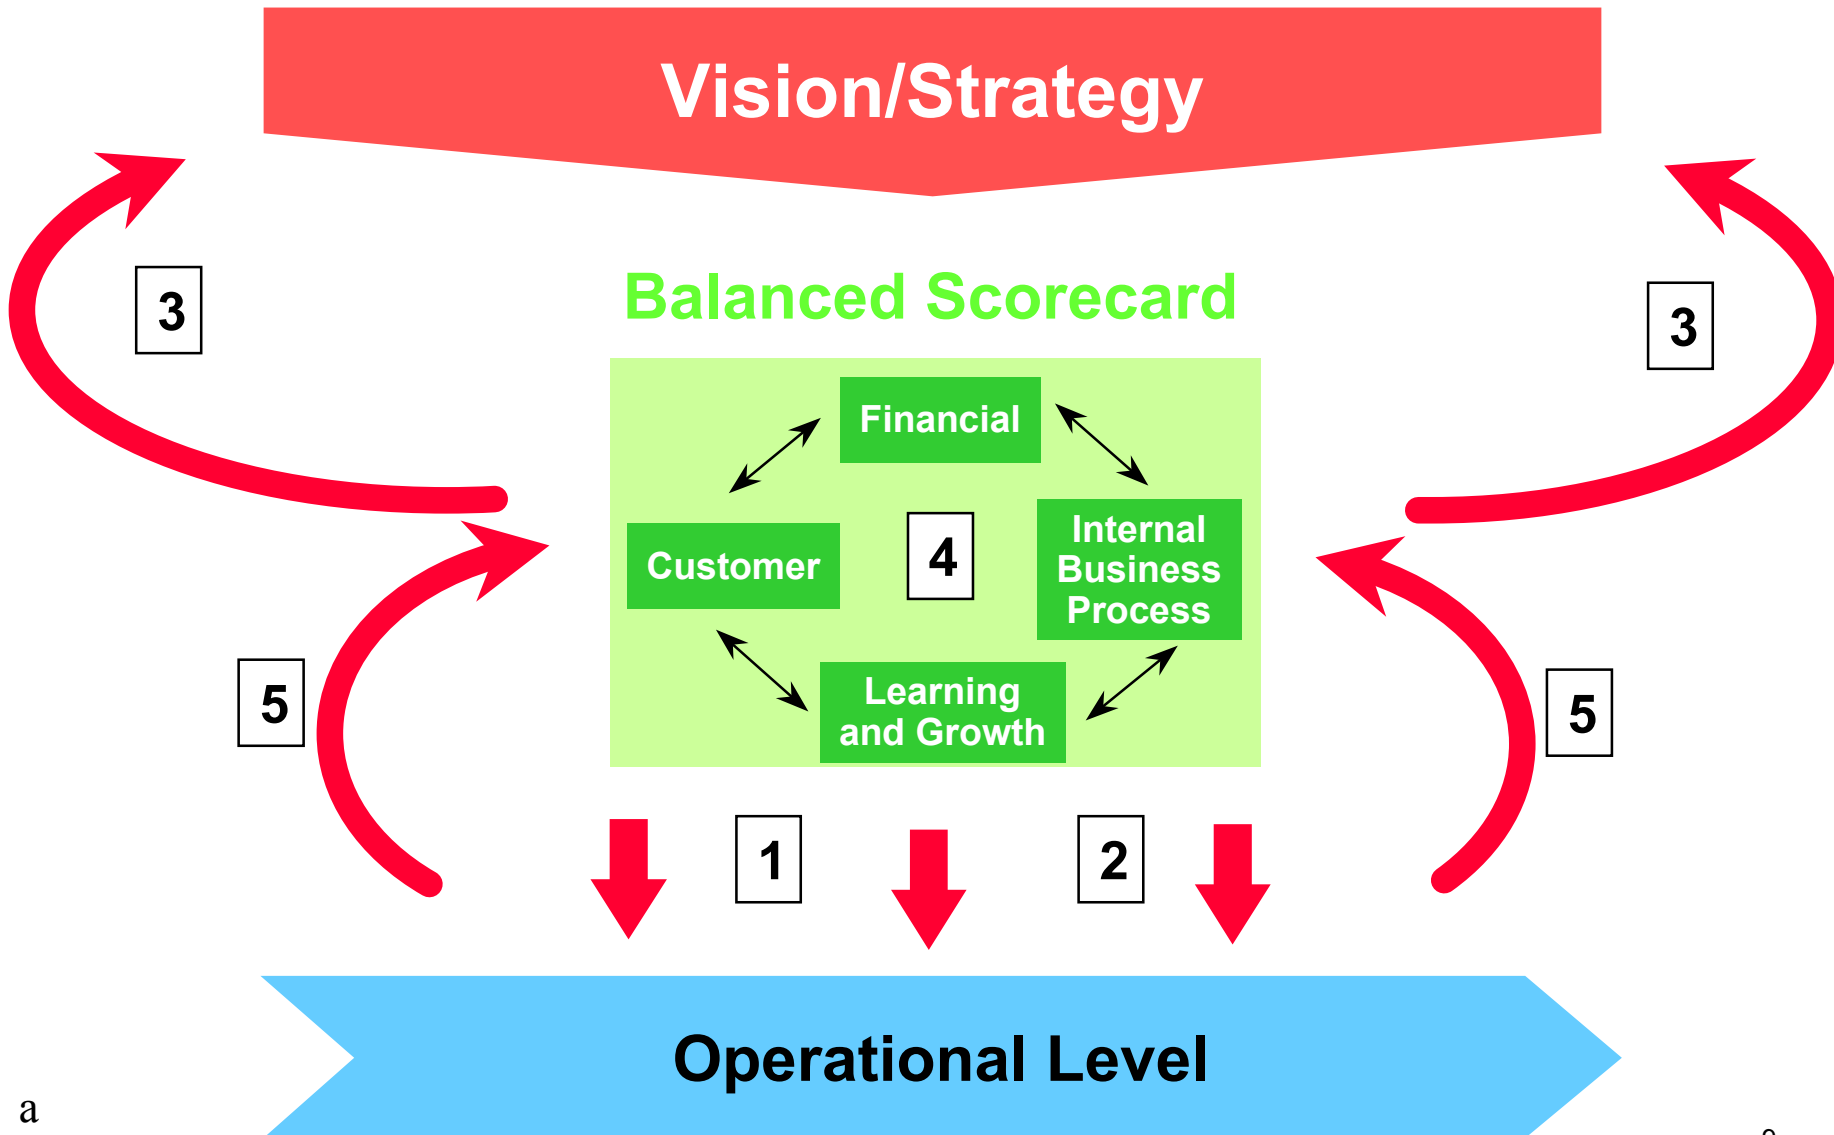 Vision/Strategy
3
Balanced Scorecard
3
Financial
Customer
4
Internal
Business
Process
5
Learning
and Growth
5
1
2
Operational Level
a